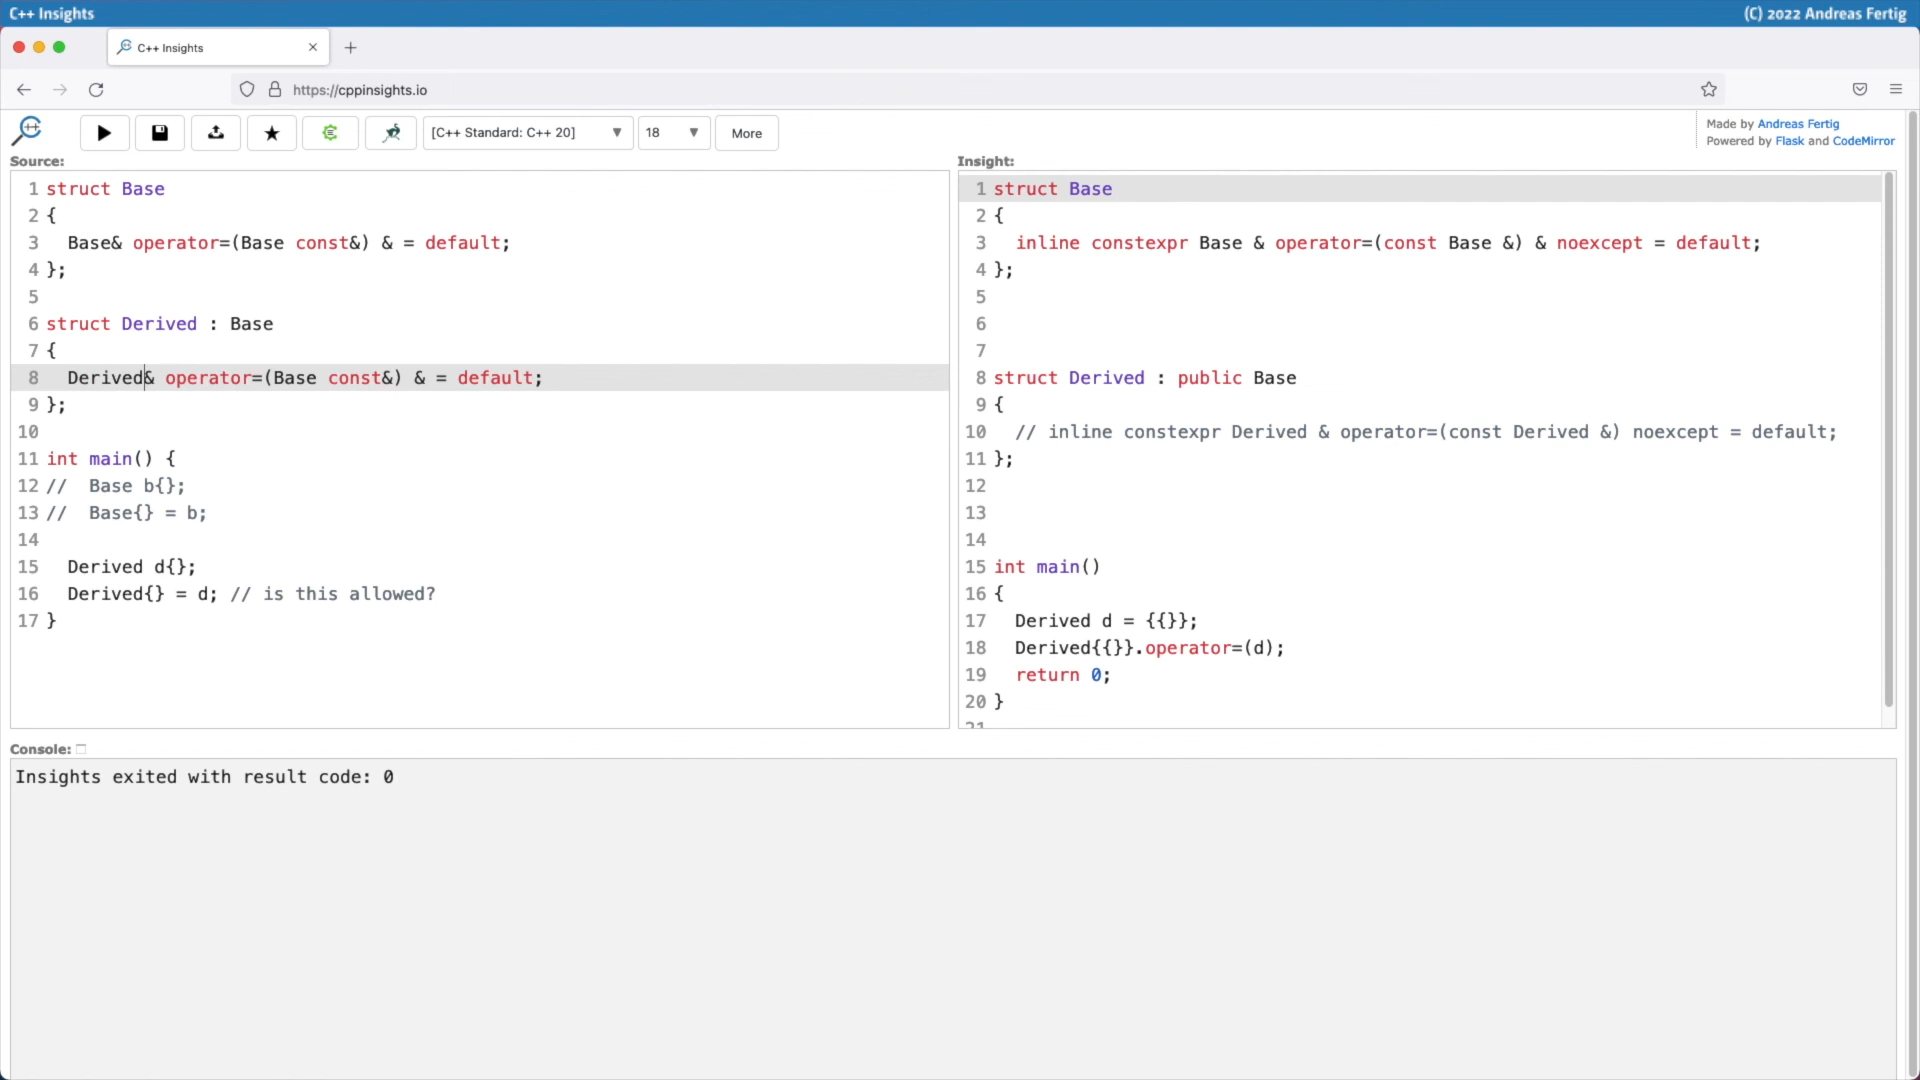 C++ Insights
(C) 2022 Andreas Fertig
C++ Insights
https://cppinsights.io
[C++ Standard: C++ 20]
18
More
Made by Andreas Fertig
Powered by Flask and CodeMirror
Source:
1 struct Base
2 {
3   Base& operator=(Base const&) & = default;
4 };
5
6 struct Derived : Base
7 {
8   Derived& operator=(Base const&) & = default;
9 };
10
11 int main() {
12 //  Base b{};
13 //  Base{} = b;
14
15   Derived d{};
16   Derived{} = d; // is this allowed?
17 }
Insight:
1 struct Base
2 {
3   inline constexpr Base & operator=(const Base &) & noexcept = default;
4 };
5
6
7
8 struct Derived : public Base
9 {
10   // inline constexpr Derived & operator=(const Derived &) noexcept = default;
11 };
12
13
14
15 int main()
16 {
17   Derived d = {{}};
18   Derived{{}}.operator=(d);
19   return 0;
20 }
21
Console:
Insights exited with result code: 0